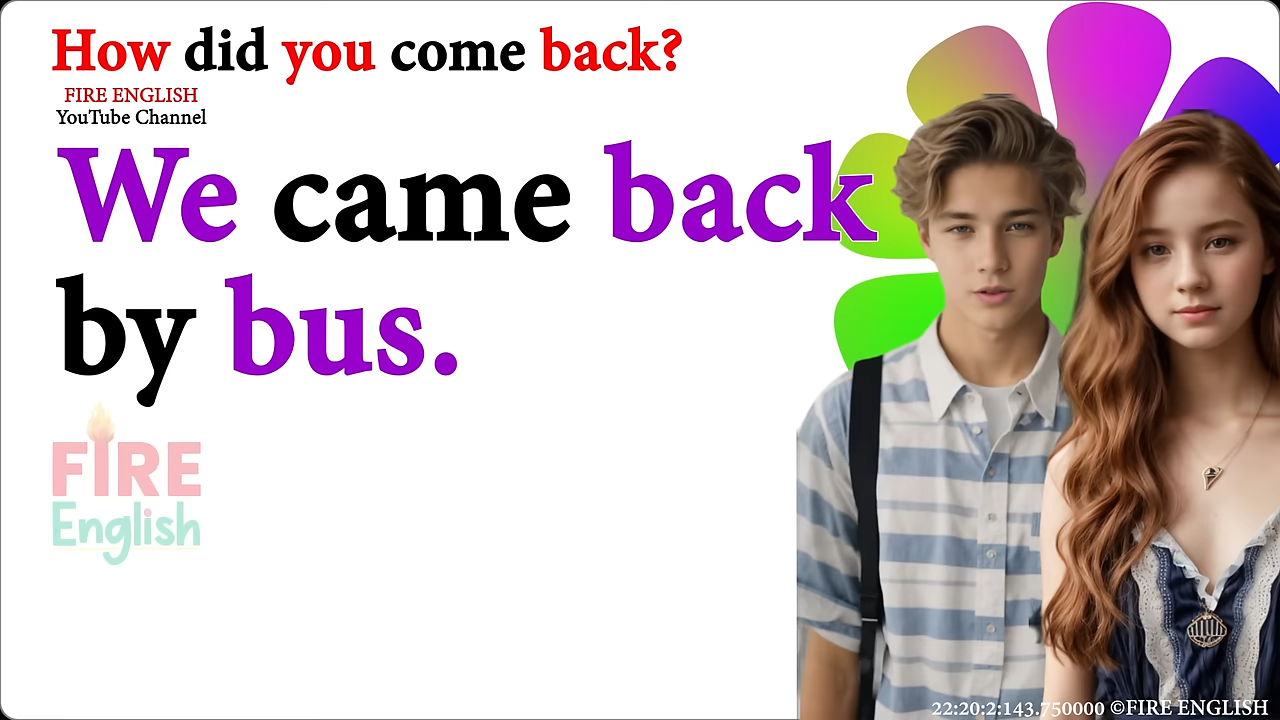 How did you come back?
FIRE ENGLISH
YouTube Channel
We came back
by bus.
FIRE
English
22:20:2:143.750000 ©FIRE ENGLISH